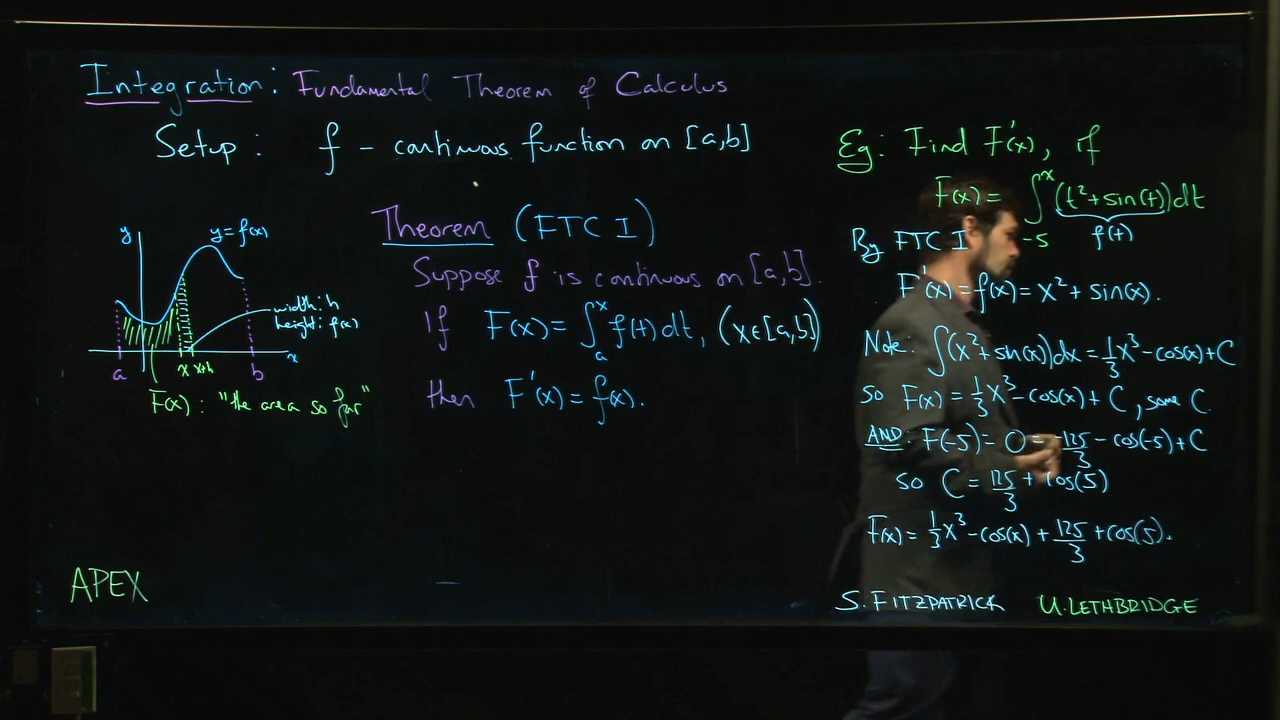 Integration: Fundamental Theorem of Calculus
Setup: f - continuous function on [a,b]
y
y=f(x)
width: h
height: f(x)
a
x
x+h
b
x
F(x): "the area so far"
Theorem (FTC I)
Suppose f is continuous on [a,b].
If F(x) = ∫_a^x f(t) dt, (x∈[a,b])
then F'(x) = f(x).
Eg: Find F'(x), if
F(x) = ∫_-5^x (t²+sin(t))dt
f(t)
By FTC I
F'(x) = f(x) = x² + sin(x).
Note: ∫(x²+sin(x))dx = 1/3 x³ - cos(x) + C
so F(x) = 1/3 x³ - cos(x) + C, same C.
AND: F(-5) = 0 = -125/3 - cos(-5) + C
so C = 125/3 + cos(5)
F(x) = 1/3 x³ - cos(x) + 125/3 + cos(5).
APEX
S. FITZPATRICK U. LETHBRIDGE